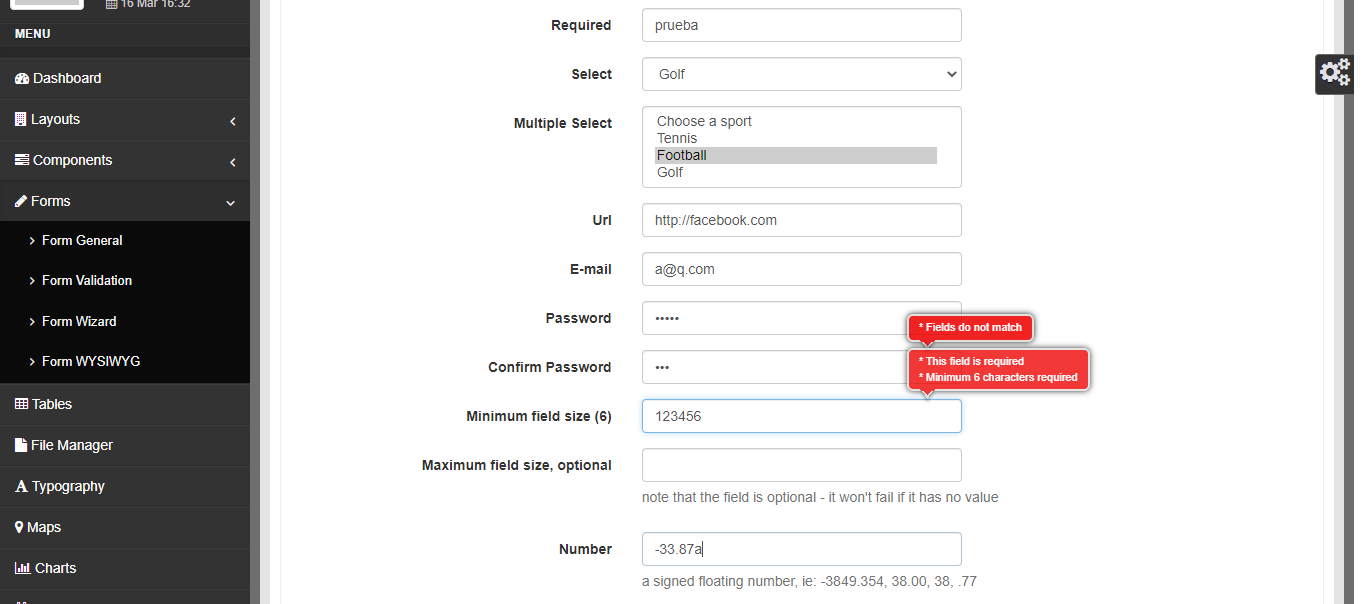 16 Mar 16:32
MENU
Dashboard
Layouts
Components
Forms
Form General
Form Validation
Form Wizard
Form WYSIWYG
Tables
File Manager
Typography
Maps
Charts
Required
prueba
Select
Golf
Multiple Select
Choose a sport
Tennis
Football
Golf
Url
http://facebook.com
E-mail
a@q.com
Password
•••••
* Fields do not match
Confirm Password
•••
* This field is required
* Minimum 6 characters required
Minimum field size (6)
123456
Maximum field size, optional
note that the field is optional - it won't fail if it has no value
Number
-33.87a
a signed floating number, ie: -3849.354, 38.00, 38, .77